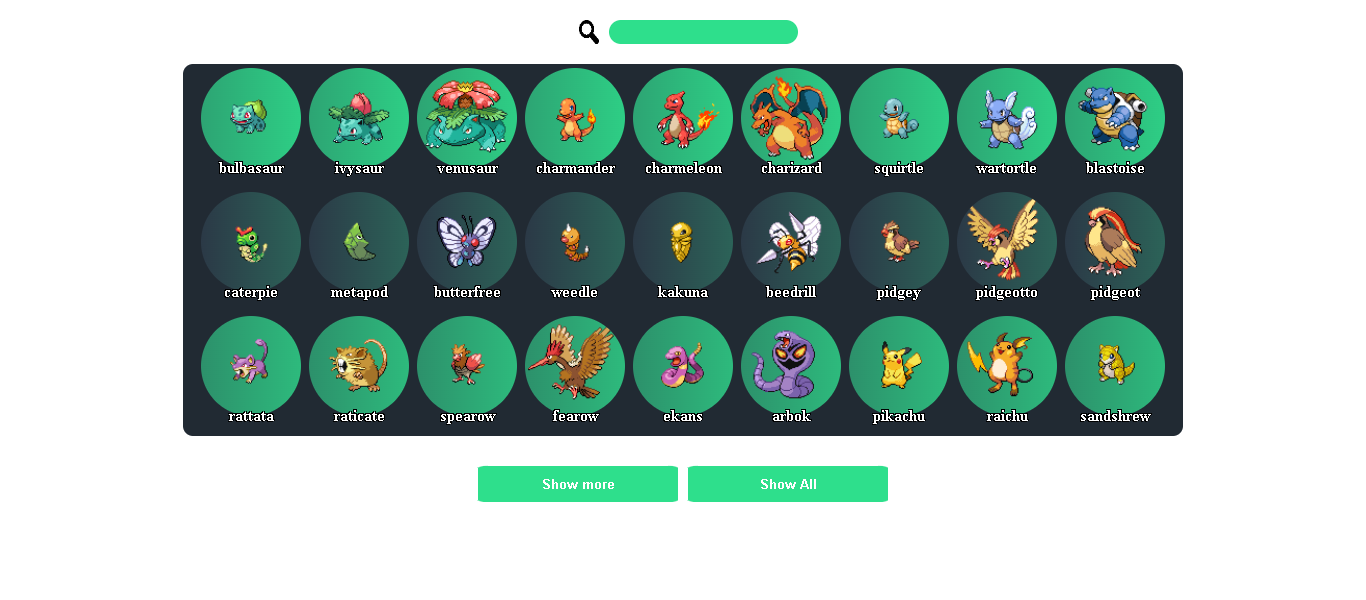 bulbasaur ivysaur venusaur charmander charmeleon charizard squirtle wartortle blastoise
caterpie metapod butterfree weedle kakuna beedrill pidgey pidgeotto pidgeot
rattata raticate spearow fearow ekans arbok pikachu raichu sandshrew
Show more Show All